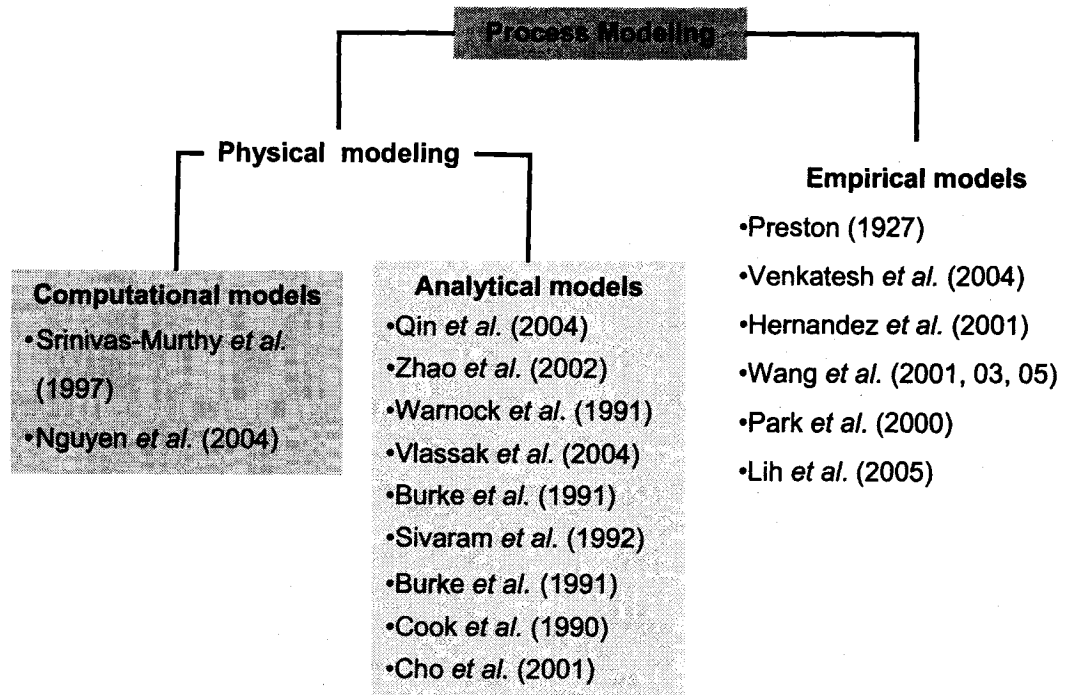 Process Modeling
Physical modeling
Computational models
•Srinivas-Murthy et al.
(1997)
•Nguyen et al. (2004)
Analytical models
•Qin et al. (2004)
•Zhao et al. (2002)
•Warnock et al. (1991)
•Vlassak et al. (2004)
•Burke et al. (1991)
•Sivaram et al. (1992)
•Burke et al. (1991)
•Cook et al. (1990)
•Cho et al. (2001)
Empirical models
•Preston (1927)
•Venkatesh et al. (2004)
•Hernandez et al. (2001)
•Wang et al. (2001, 03, 05)
•Park et al. (2000)
•Lih et al. (2005)